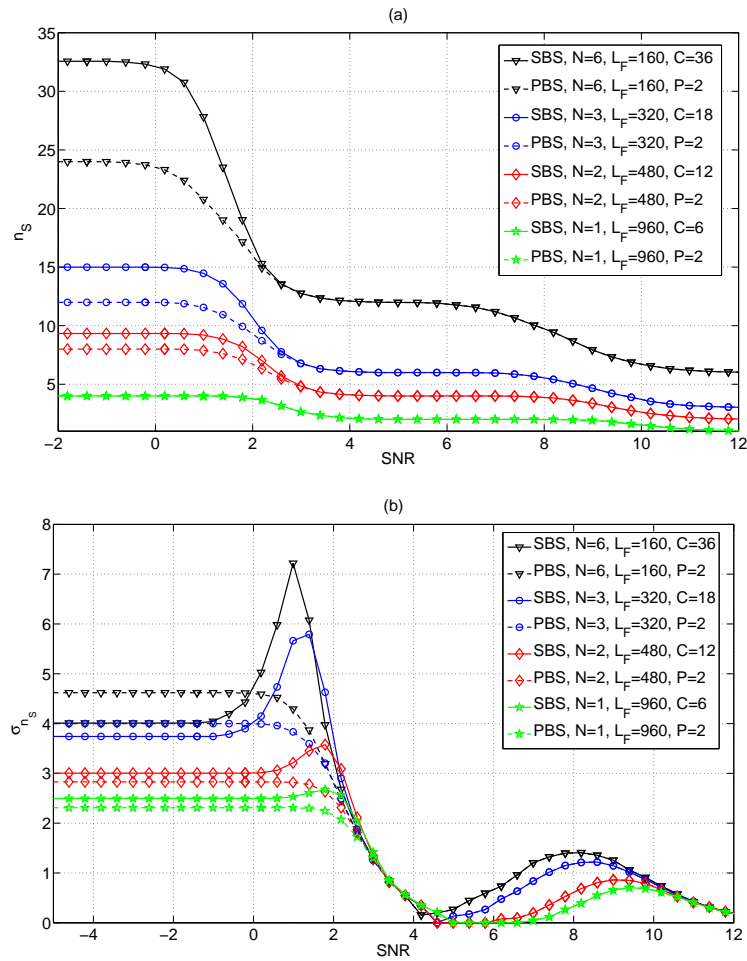 (a)
35
30
25
20
15
10
5
n_S
−2
0
2
4
6
8
10
12
SNR
SBS, N=6, L_F=160, C=36
PBS, N=6, L_F=160, P=2
SBS, N=3, L_F=320, C=18
PBS, N=3, L_F=320, P=2
SBS, N=2, L_F=480, C=12
PBS, N=2, L_F=480, P=2
SBS, N=1, L_F=960, C=6
PBS, N=1, L_F=960, P=2
(b)
8
7
6
5
4
3
2
1
0
σ_n_s
−4
−2
0
2
4
6
8
10
12
SNR
SBS, N=6, L_F=160, C=36
PBS, N=6, L_F=160, P=2
SBS, N=3, L_F=320, C=18
PBS, N=3, L_F=320, P=2
SBS, N=2, L_F=480, C=12
PBS, N=2, L_F=480, P=2
SBS, N=1, L_F=960, C=6
PBS, N=1, L_F=960, P=2